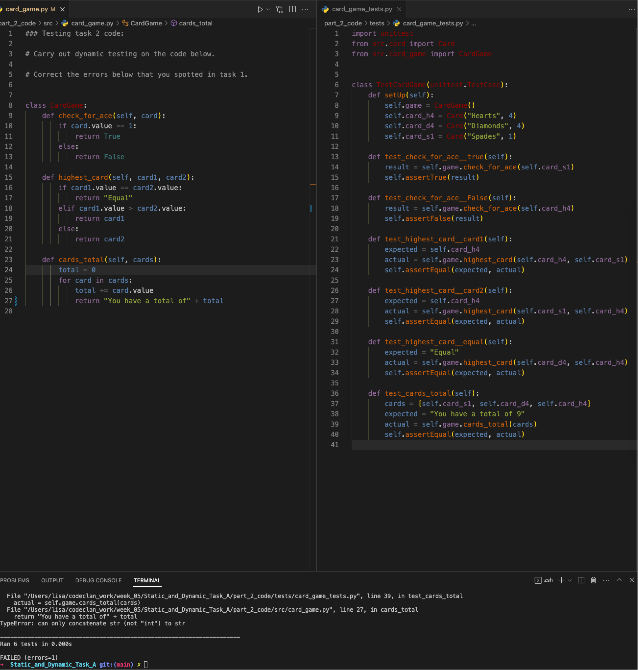 card_game.py M
part_2_code > src > card_game.py > CardGame > cards_total
1 ### Testing task 2 code:
2
3 # Carry out dynamic testing on the code below.
4
5 # Correct the errors below that you spotted in task 1.
6
7
8 class CardGame:
9 def check_for_ace(self, card):
10 if card.value == 1:
11 return True
12 else:
13 return False
14
15 def highest_card(self, card1, card2):
16 if card1.value == card2.value:
17 return "Equal"
18 elif card1.value > card2.value:
19 return card1
20 else:
21 return card2
22
23 def cards_total(self, cards):
24 total = 0
25 for card in cards:
26 total += card.value
27 return "You have a total of" + total
28
card_game_tests.py
part_2_code > tests > card_game_tests.py > ...
1 import unittest
2 from src.card import Card
3 from src.card_game import CardGame
4
5
6 class TestCardGame(unittest.TestCase):
7 def setUp(self):
8 self.game = CardGame()
9 self.card_h4 = Card("Hearts", 4)
10 self.card_d4 = Card("Diamonds", 4)
11 self.card_s1 = Card("Spades", 1)
12
13 def test_check_for_ace__true(self):
14 result = self.game.check_for_ace(self.card_s1)
15 self.assertTrue(result)
16
17 def test_check_for_ace__False(self):
18 result = self.game.check_for_ace(self.card_h4)
19 self.assertFalse(result)
20
21 def test_highest_card__card1(self):
22 expected = self.card_h4
23 actual = self.game.highest_card(self.card_h4, self.card_s1)
24 self.assertEqual(expected, actual)
25
26 def test_highest_card__card2(self):
27 expected = self.card_h4
28 actual = self.game.highest_card(self.card_s1, self.card_h4)
29 self.assertEqual(expected, actual)
30
31 def test_highest_card__equal(self):
32 expected = "Equal"
33 actual = self.game.highest_card(self.card_d4, self.card_h4)
34 self.assertEqual(expected, actual)
35
36 def test_cards_total(self):
37 cards = [self.card_s1, self.card_d4, self.card_h4]
38 expected = "You have a total of 9"
39 actual = self.game.cards_total(cards)
40 self.assertEqual(expected, actual)
41
PROBLEMS OUTPUT DEBUG CONSOLE TERMINAL zsh
File "/Users/lisa/codeclan_work/week_05/Static_and_Dynamic_Task_A/part_2_code/tests/card_game_tests.py", line 39, in test_cards_total
actual = self.game.cards_total(cards)
File "/Users/lisa/codeclan_work/week_05/Static_and_Dynamic_Task_A/part_2_code/src/card_game.py", line 27, in cards_total
return "You have a total of" + total
TypeError: can only concatenate str (not "int") to str
Ran 6 tests in 0.000s
FAILED (errors=1)
→ Static_and_Dynamic_Task_A git:(main) ✗